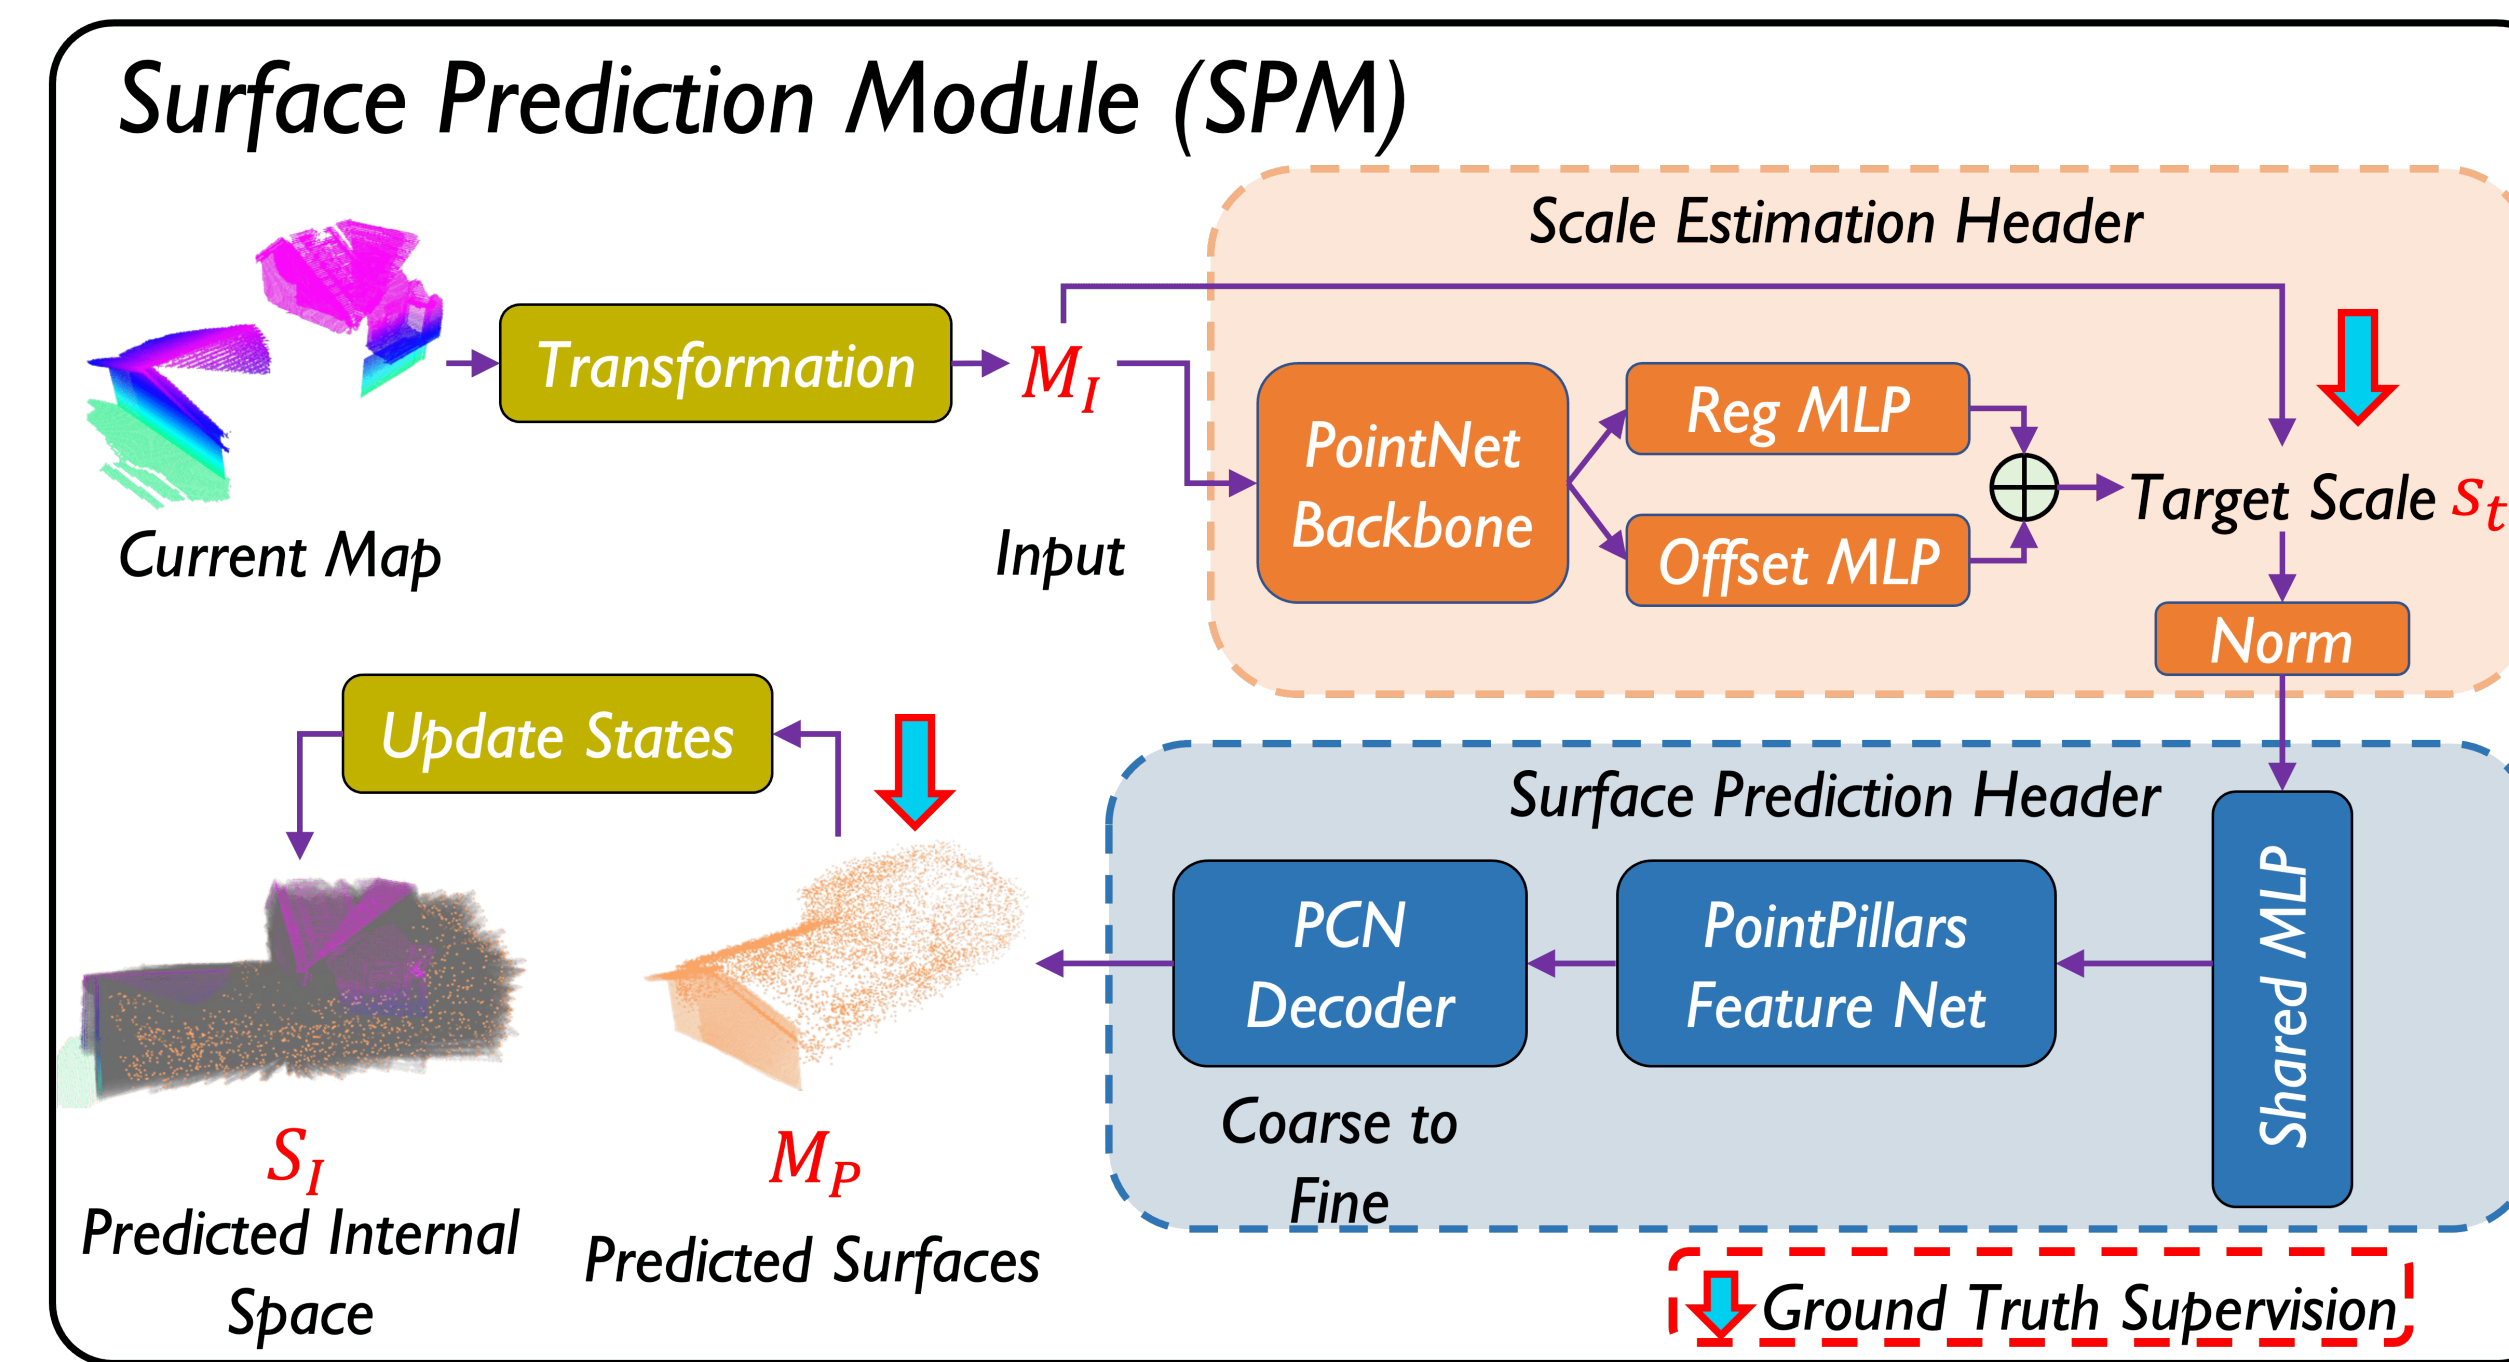 Surface Prediction Module (SPM)
Scale Estimation Header
Transformation
M_I
PointNet
Backbone
Reg MLP
Offset MLP
Target Scale s_t
Norm
Current Map
Input
Update States
Surface Prediction Header
PCN
Decoder
PointPillars
Feature Net
Shared MLP
Coarse to
Fine
S_I
Predicted Internal
Space
M_P
Predicted Surfaces
Ground Truth Supervision